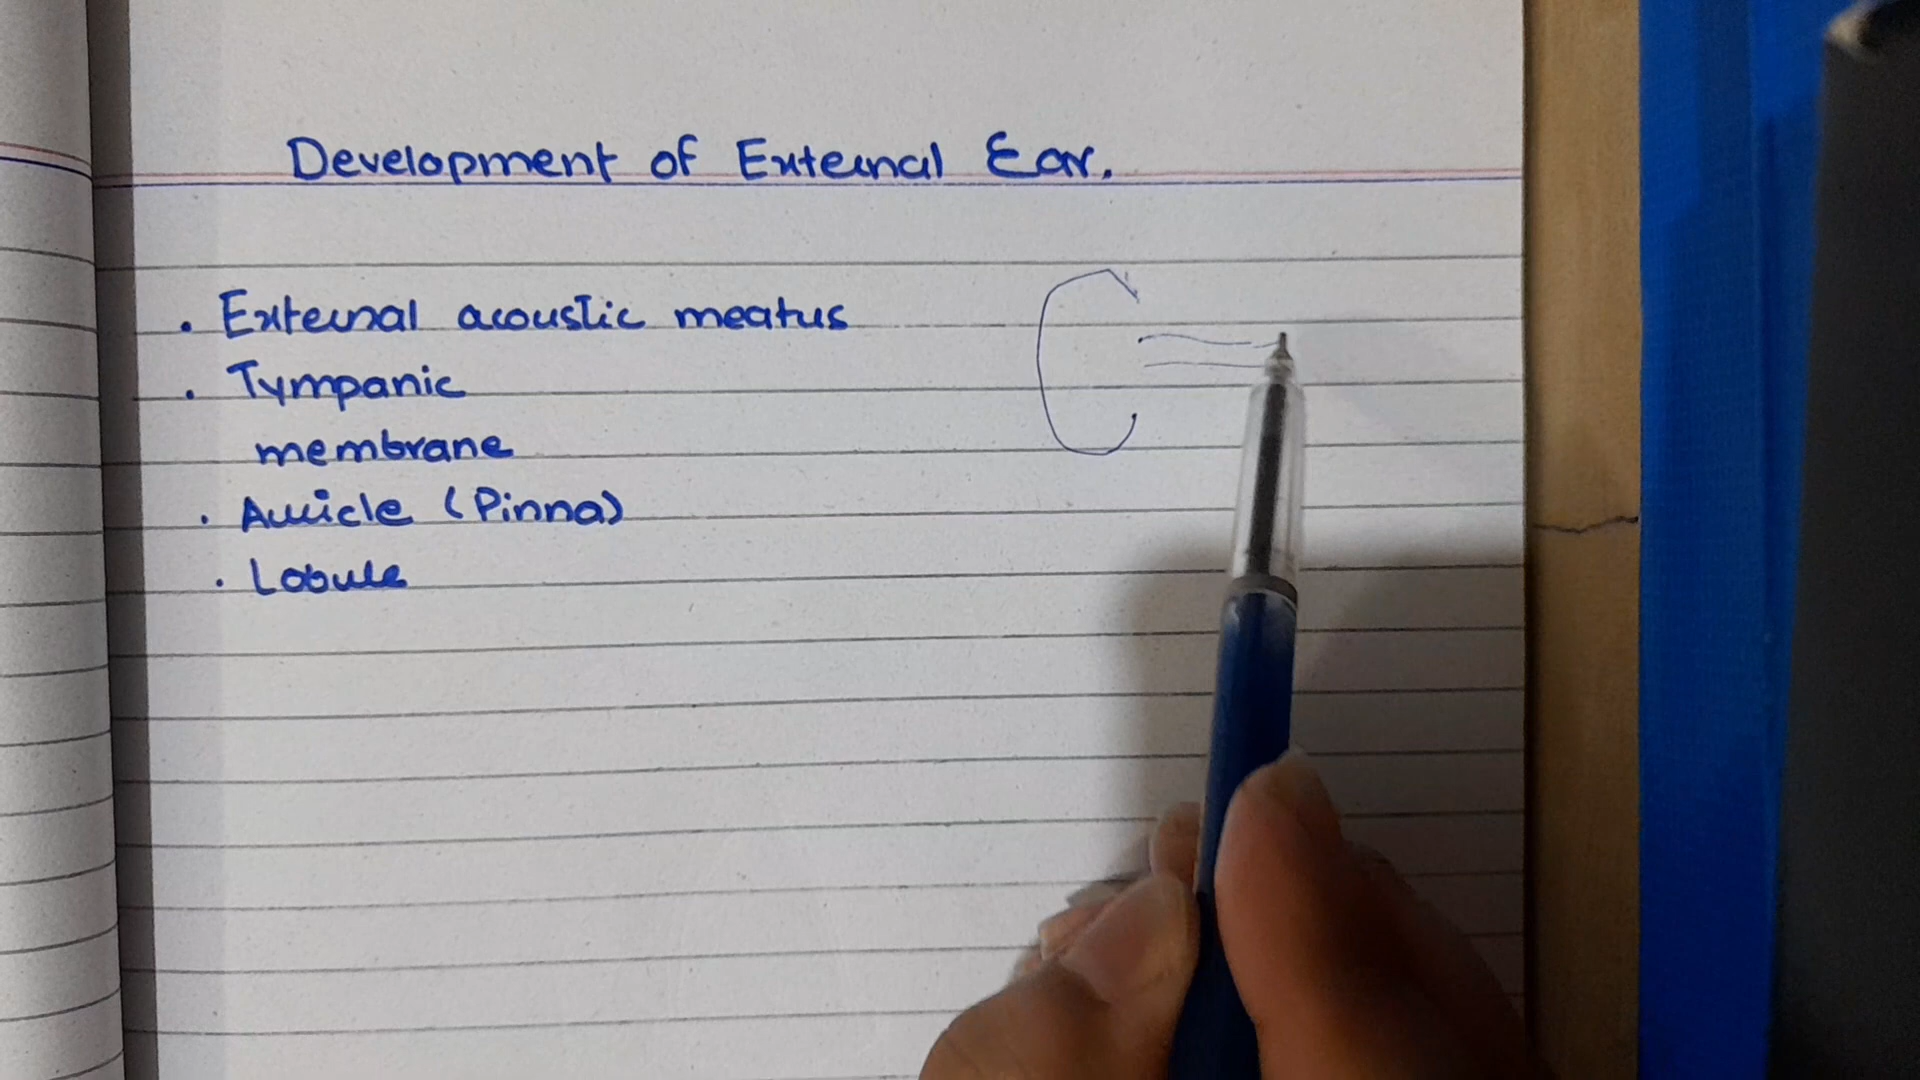 Development of External Ear.
. External acoustic meatus
. Tympanic
membrane
. Auricle (Pinna)
. Lobule